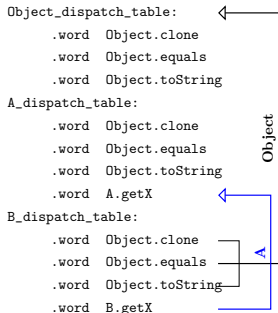 Object_dispatch_table:
.word Object.clone
.word Object.equals
.word Object.toString
A_dispatch_table:
.word Object.clone
.word Object.equals
.word Object.toString
.word A.getX
B_dispatch_table:
.word Object.clone
.word Object.equals
.word Object.toString
.word B.getX
Object
A